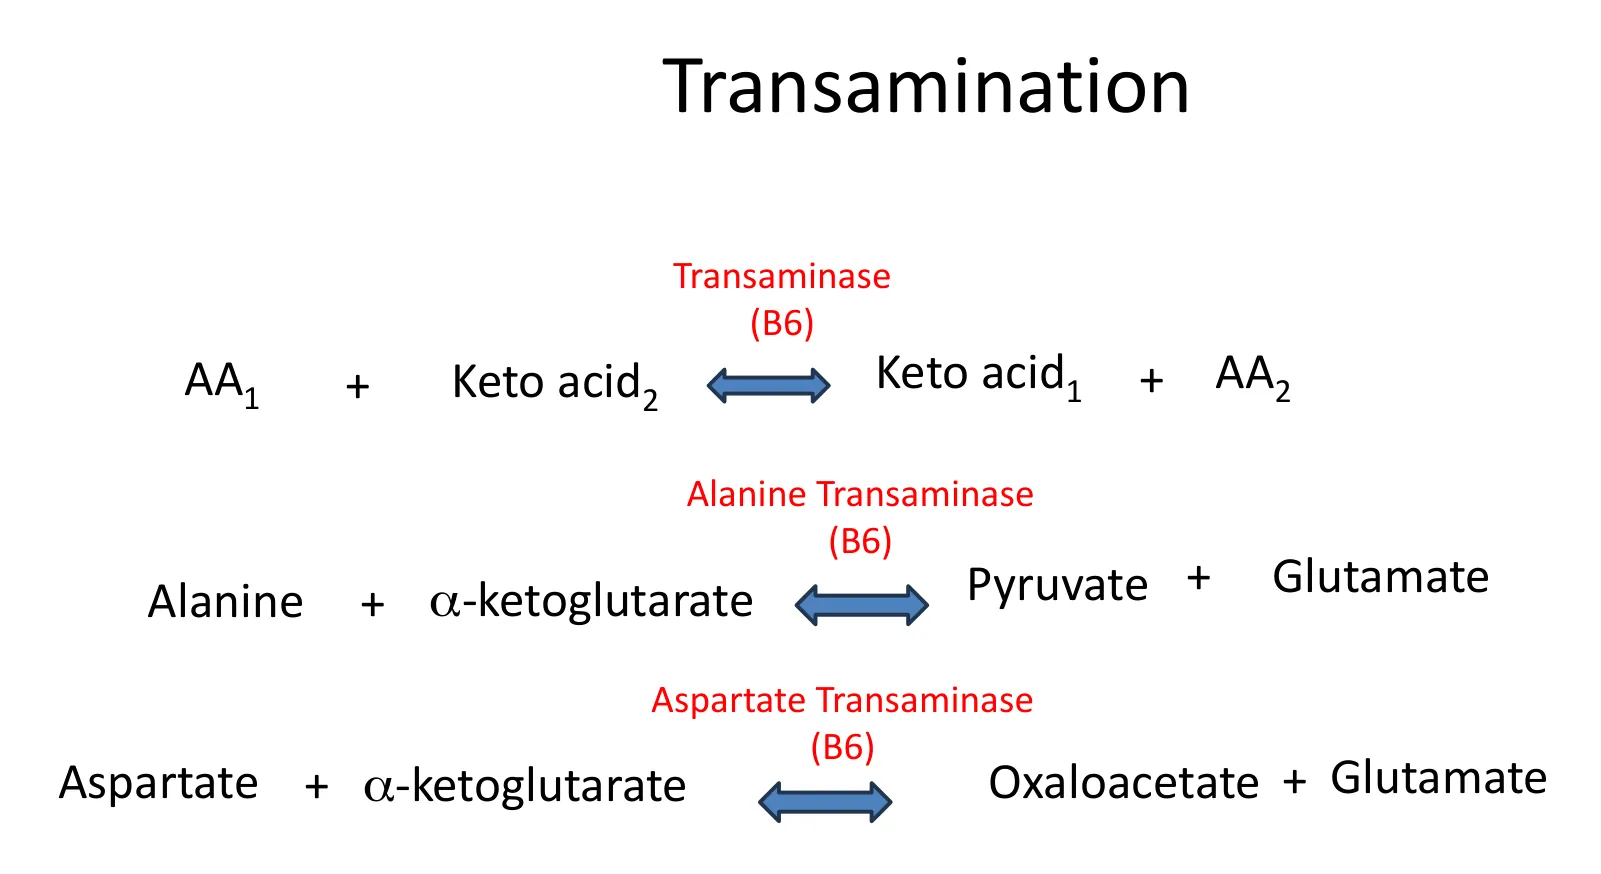 Transamination
Transaminase
(B6)
AA₁ + Keto acid₂ Keto acid₁ + AA₂
Alanine Transaminase
(B6)
Alanine + α-ketoglutarate Pyruvate + Glutamate
Aspartate Transaminase
(B6)
Aspartate + α-ketoglutarate Oxaloacetate + Glutamate